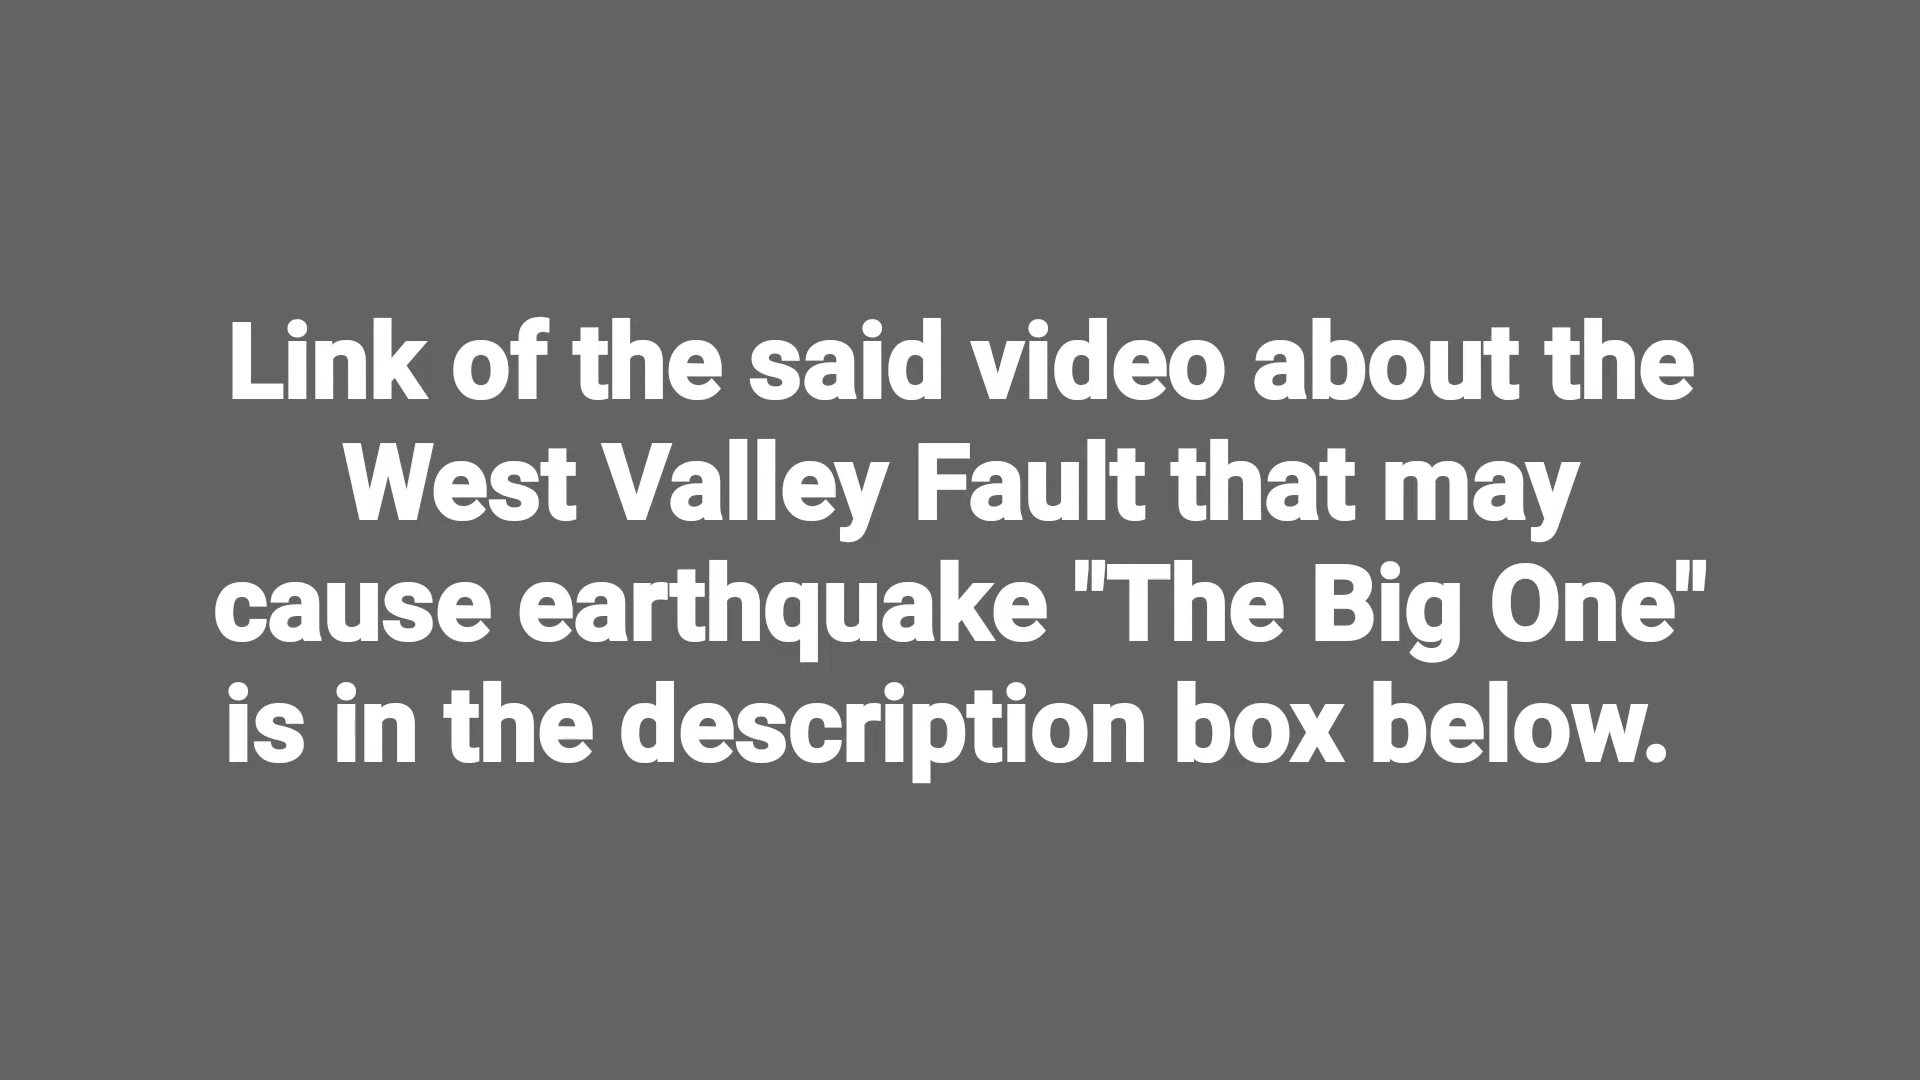 Link of the said video about the
West Valley Fault that may
cause earthquake "The Big One"
is in the description box below.